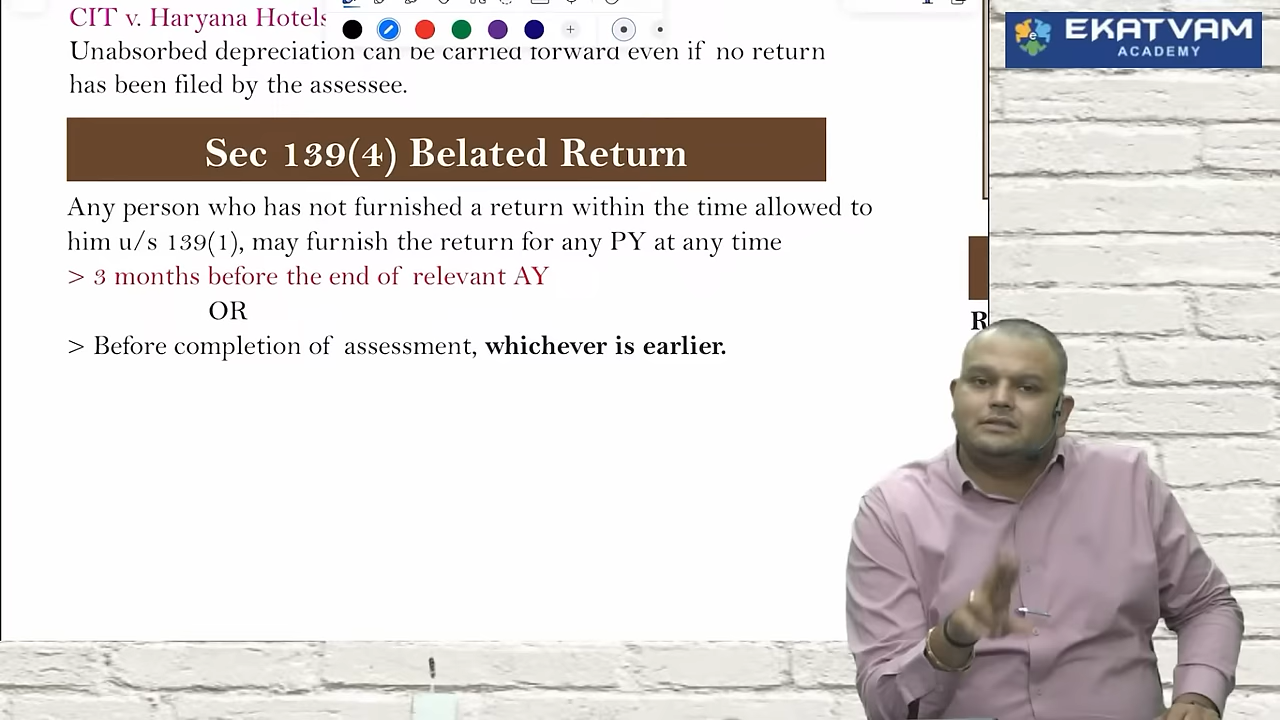 CIT v. Haryana Hotels
Unabsorbed depreciation can be carried forward even if no return
has been filed by the assessee.
Sec 139(4) Belated Return
Any person who has not furnished a return within the time allowed to
him u/s 139(1), may furnish the return for any PY at any time
> 3 months before the end of relevant AY
OR
> Before completion of assessment, whichever is earlier.
EKATVAM
ACADEMY
R